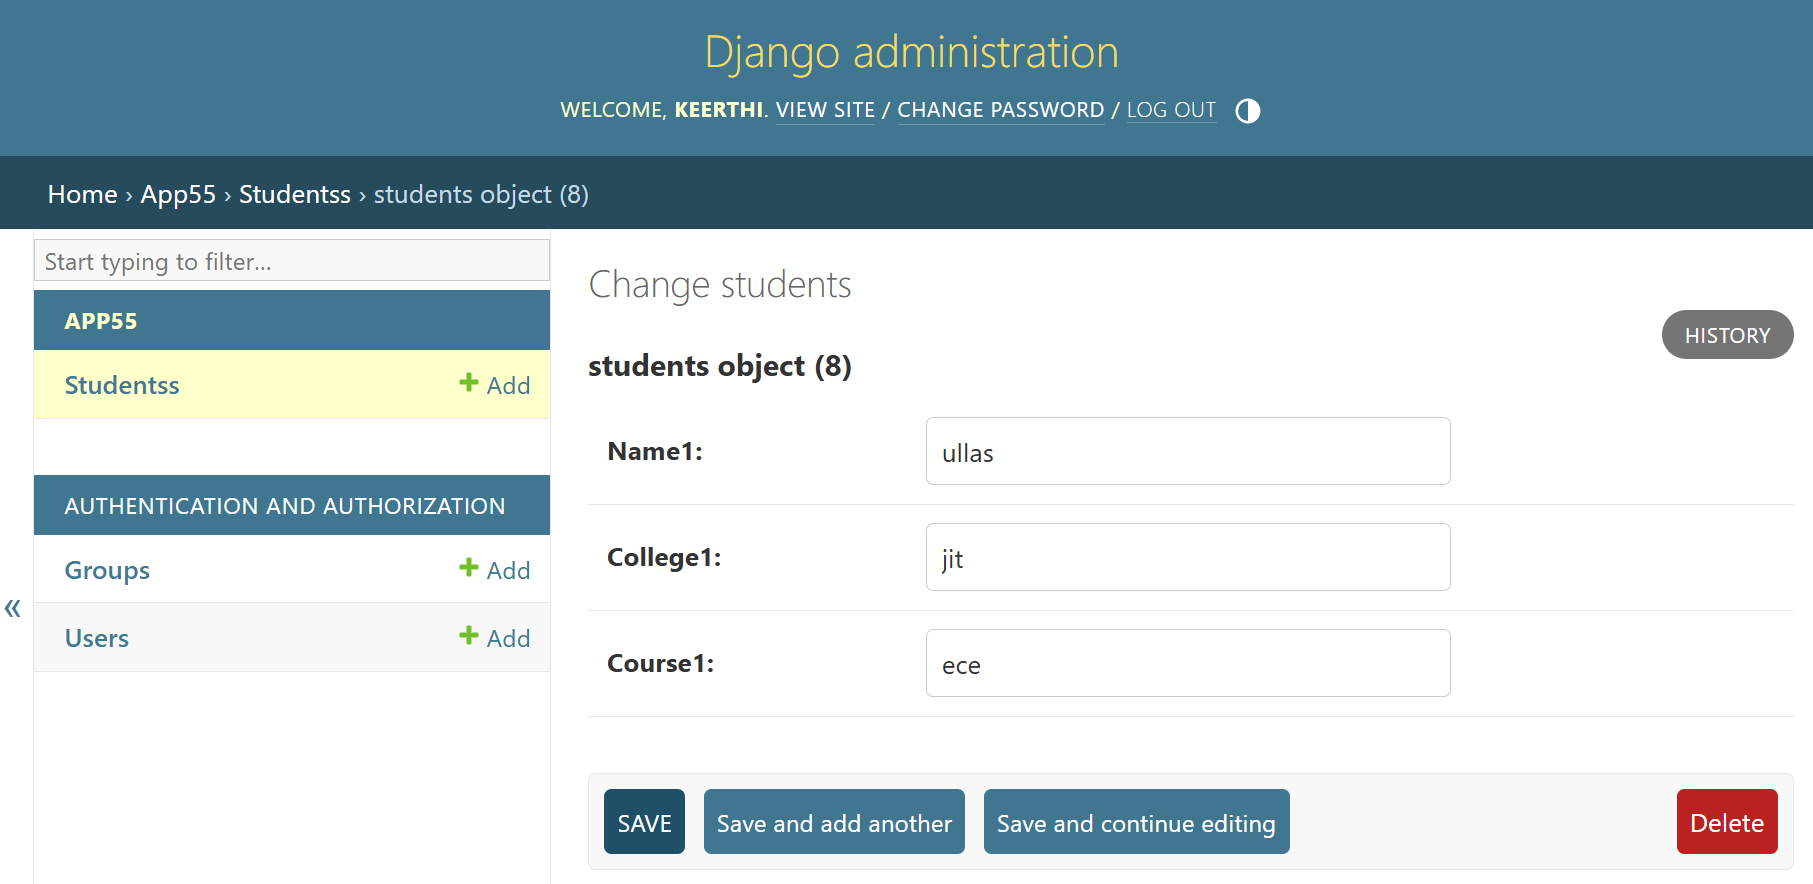 Django administration
WELCOME, KEERTHI. VIEW SITE / CHANGE PASSWORD / LOG OUT
Home › App55 › Studentss › students object (8)
Start typing to filter...
APP55
Studentss + Add
AUTHENTICATION AND AUTHORIZATION
Groups + Add
Users + Add
«
Change students
HISTORY
students object (8)
Name1: ullas
College1: jit
Course1: ece
SAVE Save and add another Save and continue editing Delete